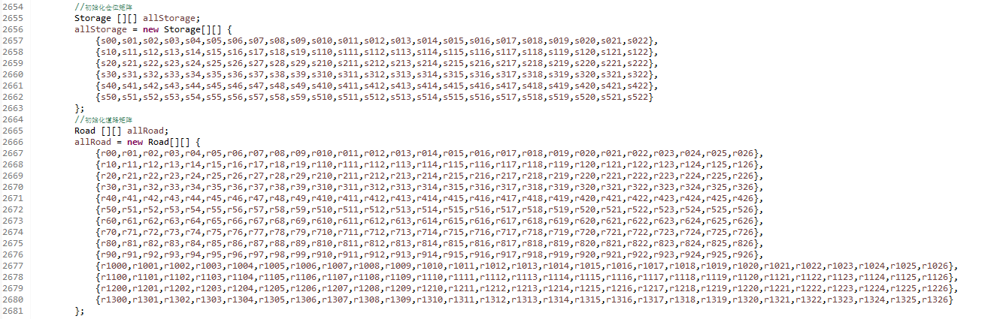 2654 //初始化仓位矩阵
2655 Storage [][] allStorage;
2656 allStorage = new Storage[][] {
2657 {s00,s01,s02,s03,s04,s05,s06,s07,s08,s09,s010,s011,s012,s013,s014,s015,s016,s017,s018,s019,s020,s021,s022},
2658 {s10,s11,s12,s13,s14,s15,s16,s17,s18,s19,s110,s111,s112,s113,s114,s115,s116,s117,s118,s119,s120,s121,s122},
2659 {s20,s21,s22,s23,s24,s25,s26,s27,s28,s29,s210,s211,s212,s213,s214,s215,s216,s217,s218,s219,s220,s221,s222},
2660 {s30,s31,s32,s33,s34,s35,s36,s37,s38,s39,s310,s311,s312,s313,s314,s315,s316,s317,s318,s319,s320,s321,s322},
2661 {s40,s41,s42,s43,s44,s45,s46,s47,s48,s49,s410,s411,s412,s413,s414,s415,s416,s417,s418,s419,s420,s421,s422},
2662 {s50,s51,s52,s53,s54,s55,s56,s57,s58,s59,s510,s511,s512,s513,s514,s515,s516,s517,s518,s519,s520,s521,s522}
2663 };
2664 //初始化道路矩阵
2665 Road [][] allRoad;
2666 allRoad = new Road[][] {
2667 {r00,r01,r02,r03,r04,r05,r06,r07,r08,r09,r010,r011,r012,r013,r014,r015,r016,r017,r018,r019,r020,r021,r022,r023,r024,r025,r026},
2668 {r10,r11,r12,r13,r14,r15,r16,r17,r18,r19,r110,r111,r112,r113,r114,r115,r116,r117,r118,r119,r120,r121,r122,r123,r124,r125,r126},
2669 {r20,r21,r22,r23,r24,r25,r26,r27,r28,r29,r210,r211,r212,r213,r214,r215,r216,r217,r218,r219,r220,r221,r222,r223,r224,r225,r226},
2670 {r30,r31,r32,r33,r34,r35,r36,r37,r38,r39,r310,r311,r312,r313,r314,r315,r316,r317,r318,r319,r320,r321,r322,r323,r324,r325,r326},
2671 {r40,r41,r42,r43,r44,r45,r46,r47,r48,r49,r410,r411,r412,r413,r414,r415,r416,r417,r418,r419,r420,r421,r422,r423,r424,r425,r426},
2672 {r50,r51,r52,r53,r54,r55,r56,r57,r58,r59,r510,r511,r512,r513,r514,r515,r516,r517,r518,r519,r520,r521,r522,r523,r524,r525,r526},
2673 {r60,r61,r62,r63,r64,r65,r66,r67,r68,r69,r610,r611,r612,r613,r614,r615,r616,r617,r618,r619,r620,r621,r622,r623,r624,r625,r626},
2674 {r70,r71,r72,r73,r74,r75,r76,r77,r78,r79,r710,r711,r712,r713,r714,r715,r716,r717,r718,r719,r720,r721,r722,r723,r724,r725,r726},
2675 {r80,r81,r82,r83,r84,r85,r86,r87,r88,r89,r810,r811,r812,r813,r814,r815,r816,r817,r818,r819,r820,r821,r822,r823,r824,r825,r826},
2676 {r90,r91,r92,r93,r94,r95,r96,r97,r98,r99,r910,r911,r912,r913,r914,r915,r916,r917,r918,r919,r920,r921,r922,r923,r924,r925,r926},
2677 {r1000,r1001,r1002,r1003,r1004,r1005,r1006,r1007,r1008,r1009,r1010,r1011,r1012,r1013,r1014,r1015,r1016,r1017,r1018,r1019,r1020,r1021,r1022,r1023,r1024,r1025,r1026},
2678 {r1100,r1101,r1102,r1103,r1104,r1105,r1106,r1107,r1108,r1109,r1110,r1111,r1112,r1113,r1114,r1115,r1116,r1117,r1118,r1119,r1120,r1121,r1122,r1123,r1124,r1125,r1126},
2679 {r1200,r1201,r1202,r1203,r1204,r1205,r1206,r1207,r1208,r1209,r1210,r1211,r1212,r1213,r1214,r1215,r1216,r1217,r1218,r1219,r1220,r1221,r1222,r1223,r1224,r1225,r1226},
2680 {r1300,r1301,r1302,r1303,r1304,r1305,r1306,r1307,r1308,r1309,r1310,r1311,r1312,r1313,r1314,r1315,r1316,r1317,r1318,r1319,r1320,r1321,r1322,r1323,r1324,r1325,r1326}
2681 };